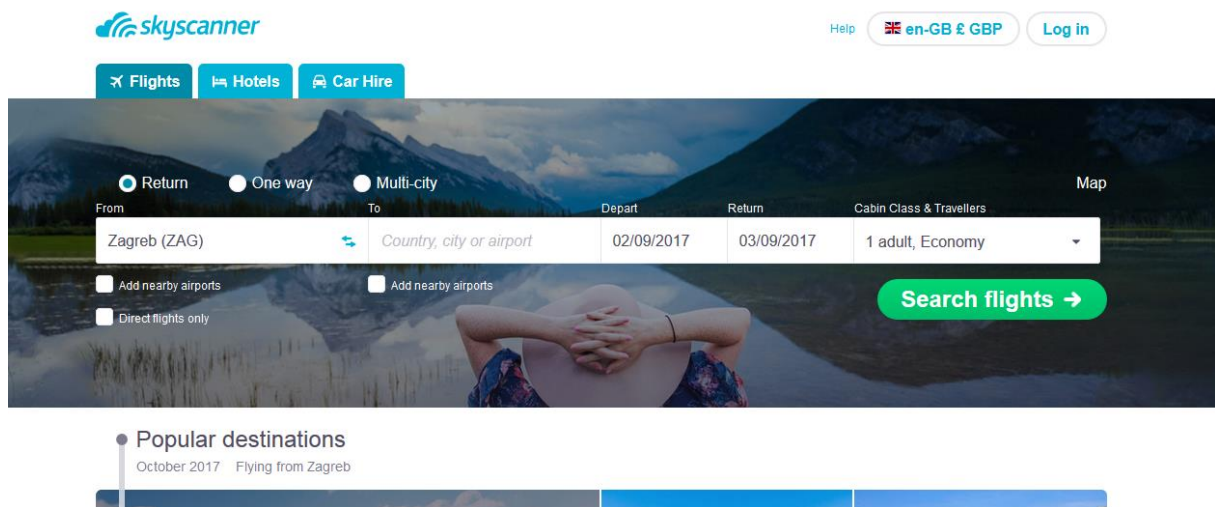 skyscanner
Help en-GB £ GBP Log in
Flights Hotels Car Hire
Return One way Multi-city Map
From To Depart Return Cabin Class & Travellers
Zagreb (ZAG) Country, city or airport 02/09/2017 03/09/2017 1 adult, Economy
Add nearby airports Add nearby airports Search flights
Direct flights only
Popular destinations
October 2017 Flying from Zagreb